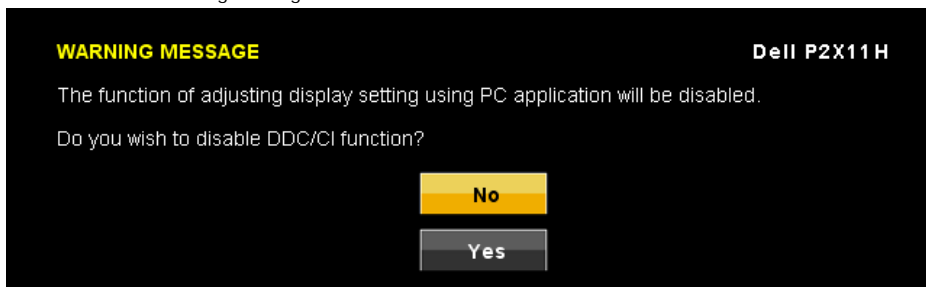 WARNING MESSAGE Dell P2X11H
The function of adjusting display setting using PC application will be disabled.
Do you wish to disable DDC/CI function?
No
Yes